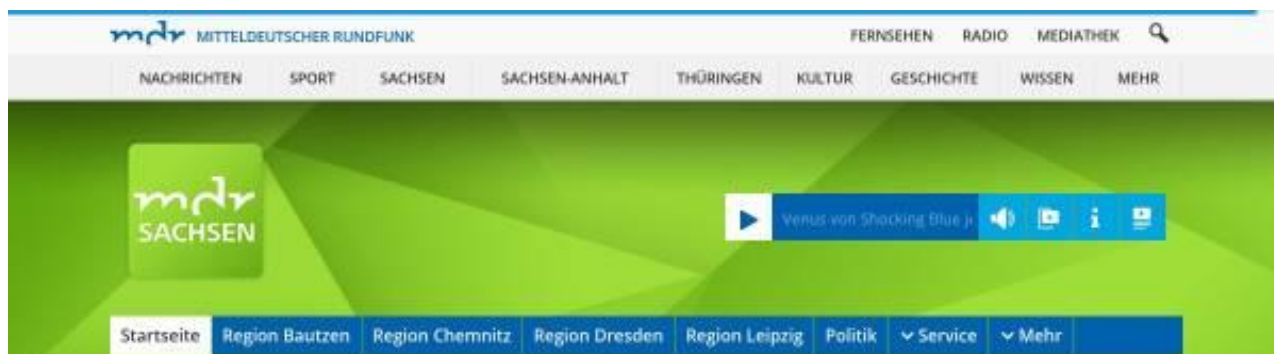 mdr MITTELDEUTSCHER RUNDFUNK FERNSEHEN RADIO MEDIATHEK
NACHRICHTEN SPORT SACHSEN SACHSEN-ANHALT THÜRINGEN KULTUR GESCHICHTE WISSEN MEHR
mdr
SACHSEN
Venus von Shocking Blue
Startseite Region Bautzen Region Chemnitz Region Dresden Region Leipzig Politik Service Mehr